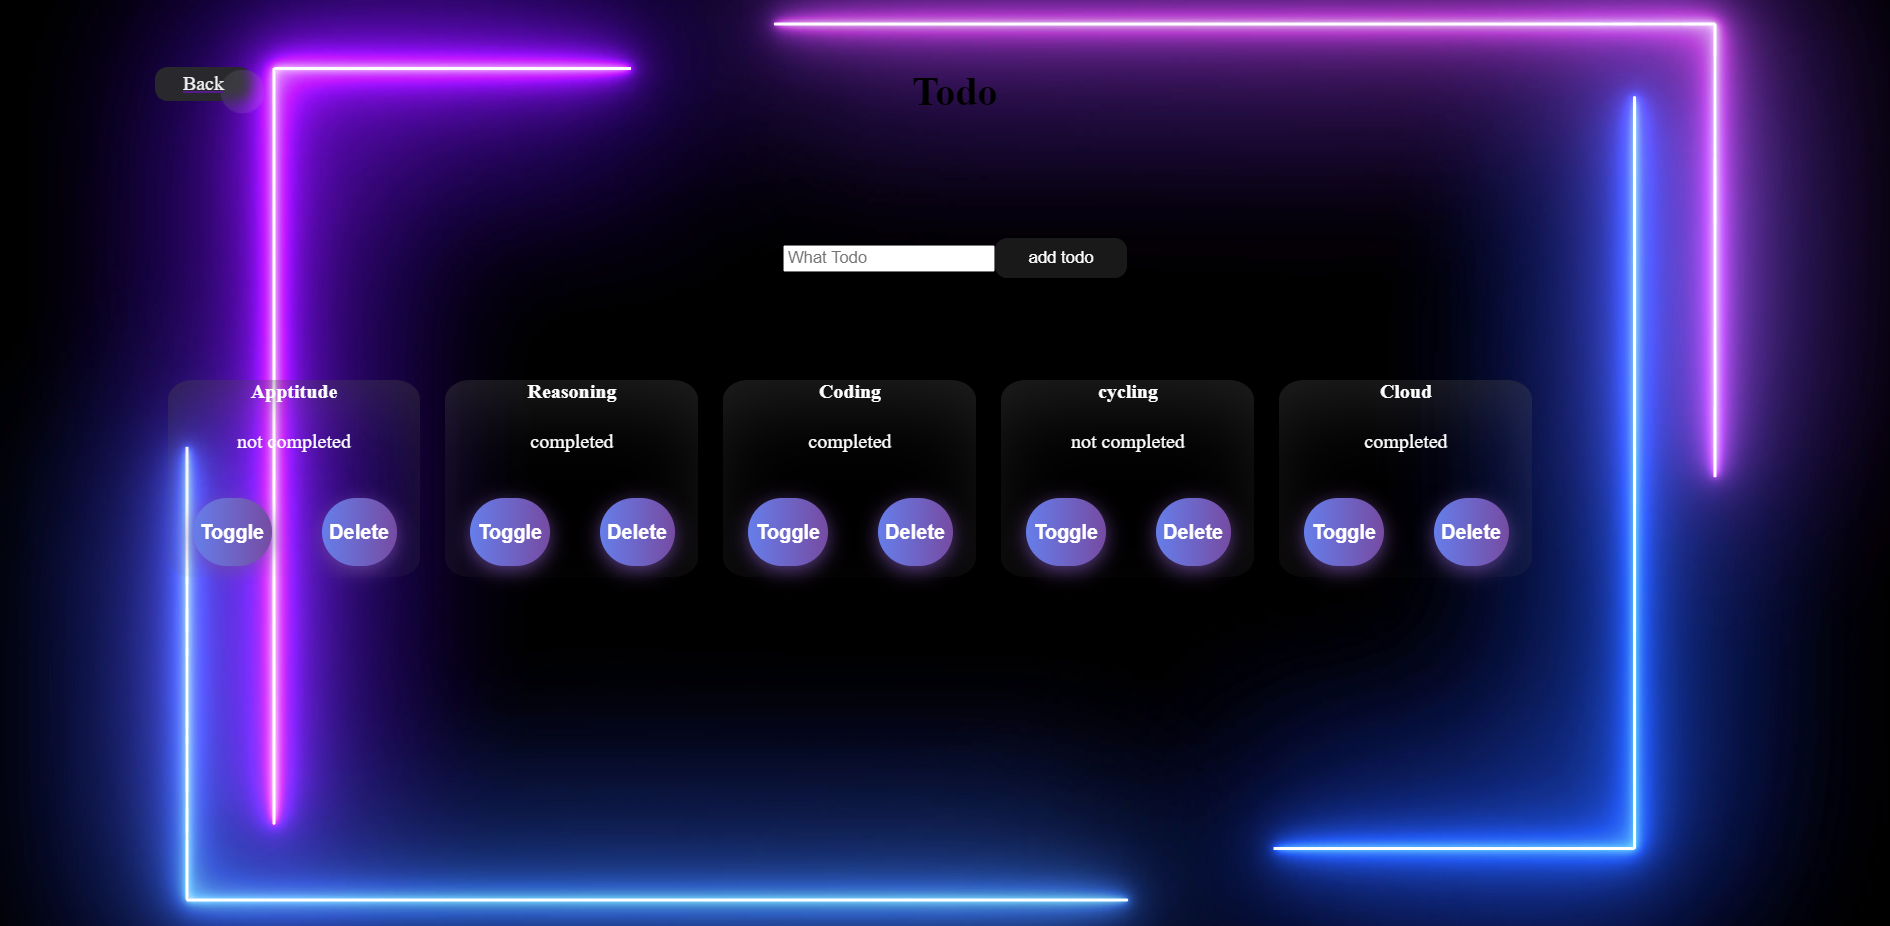 Back
Todo
What Todo
add todo
Apptitude
not completed
Toggle Delete
Reasoning
completed
Toggle Delete
Coding
completed
Toggle Delete
cycling
not completed
Toggle Delete
Cloud
completed
Toggle Delete